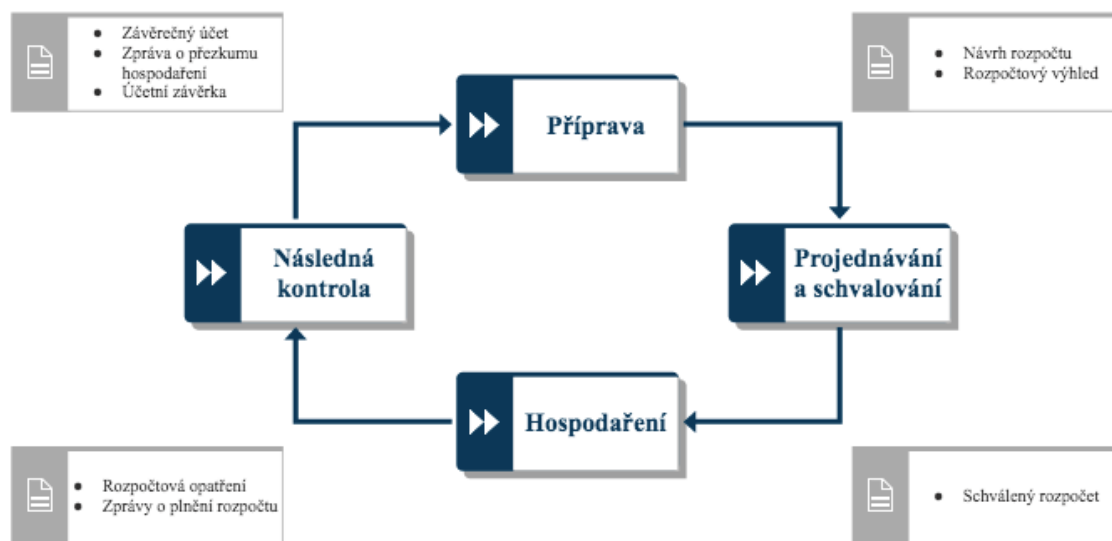 ● Závěrečný účet
● Zpráva o přezkumu
hospodaření
● Účetní závěrka
● Návrh rozpočtu
● Rozpočtový výhled
Příprava
Následná
kontrola
Projednávání
a schvalování
Hospodaření
● Rozpočtová opatření
● Zprávy o plnění rozpočtu
● Schválený rozpočet